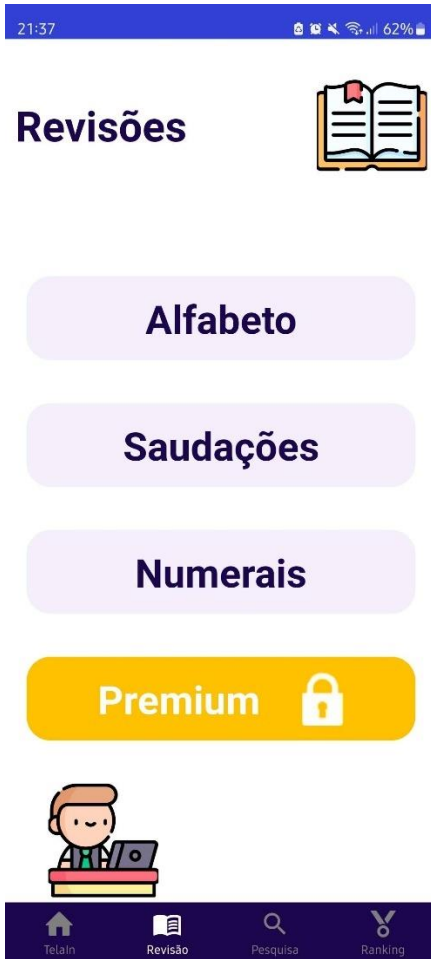 21:37 62%
Revisões
Alfabeto
Saudações
Numerais
Premium
TelaIn Revisão Pesquisa Ranking